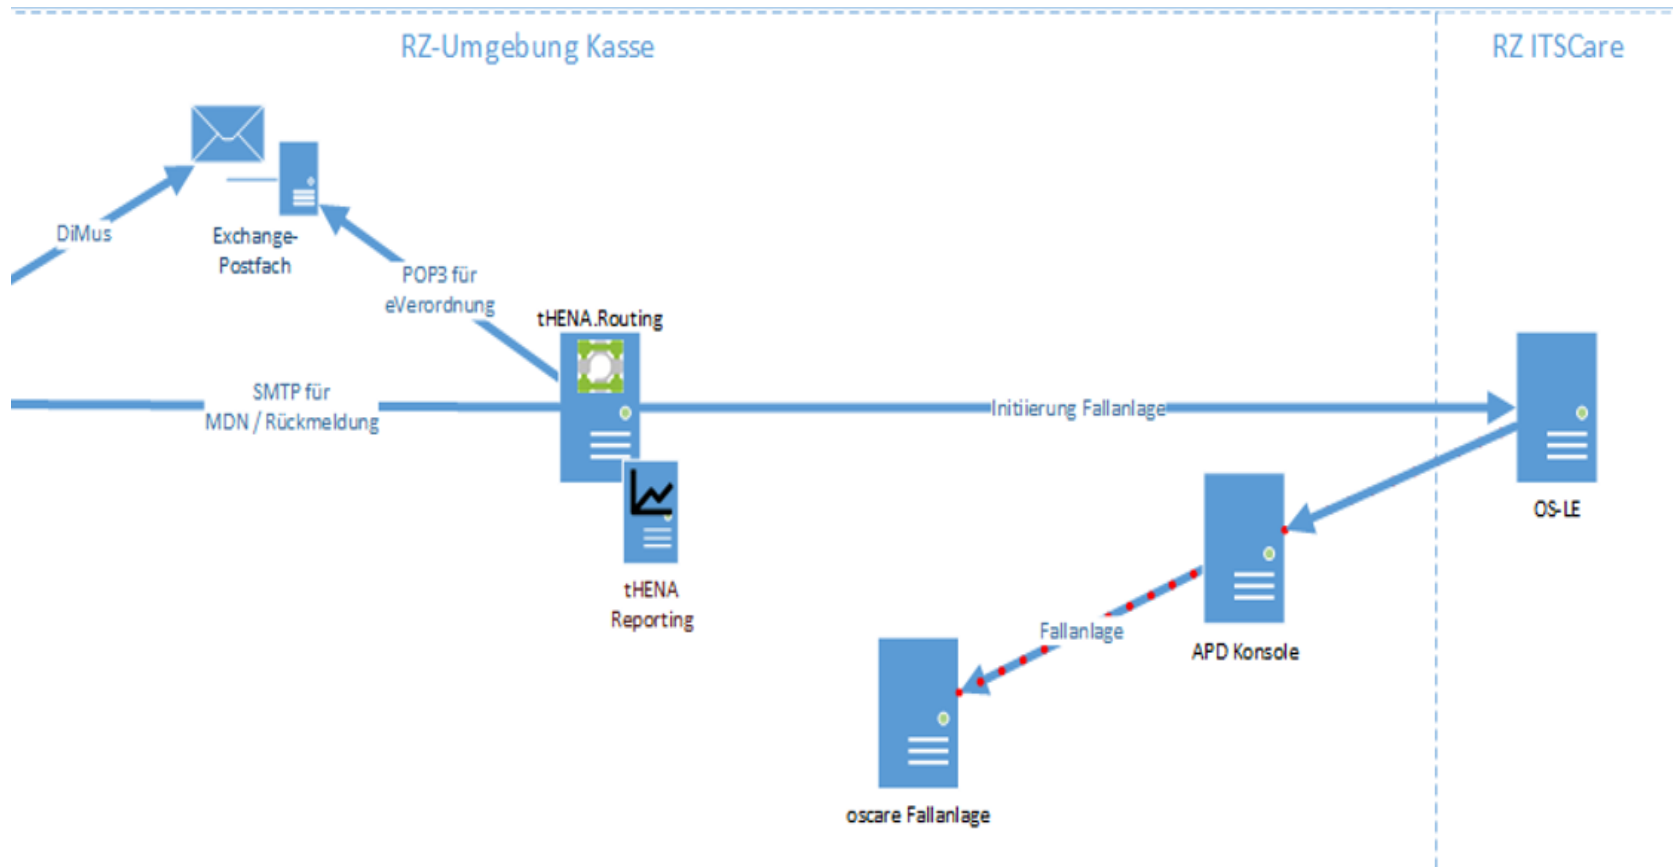 RZ-Umgebung Kasse
RZ ITSCare
DiMus
Exchange-
Postfach
POP3 für
eVerordnung
tHENA.Routing
SMTP für
MDN / Rückmeldung
Initiierung Fallanlage
OS-LE
tHENA
Reporting
Fallanlage
APD Konsole
oscare Fallanlage